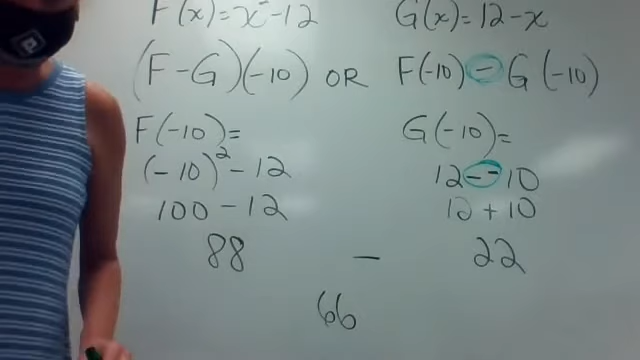 F(x) = x² - 12 G(x) = 12 - x
(F - G)(-10) OR F(-10) - G(-10)
F(-10) = G(-10) =
(-10)² - 12 12 - -10
100 - 12 12 + 10
88 - 22
66